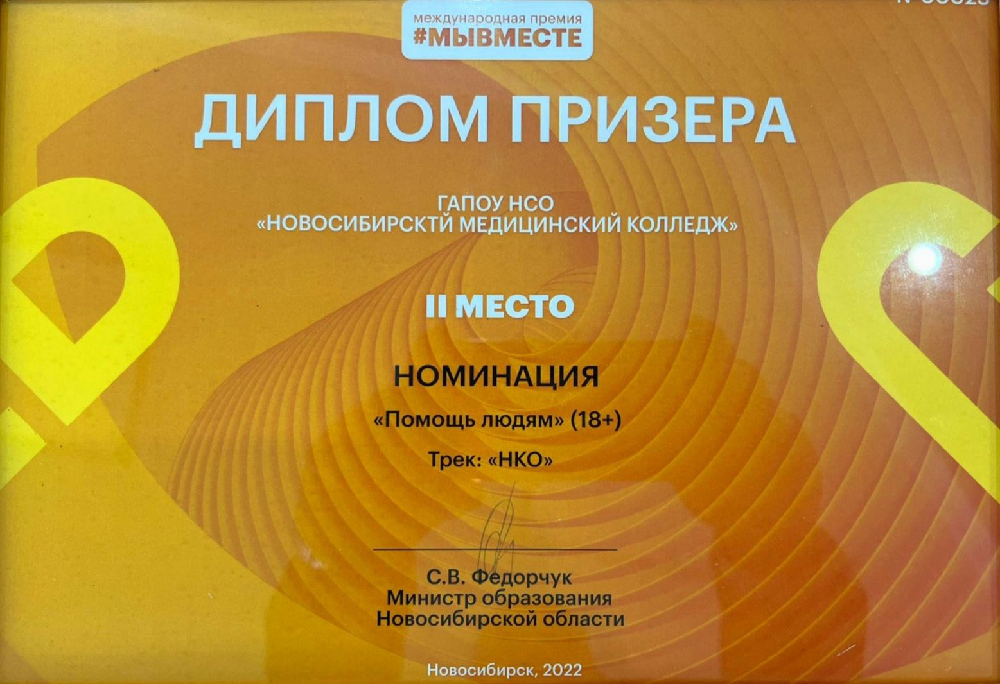 международная премия
#МЫВМЕСТЕ
ДИПЛОМ ПРИЗЕРА
ГАПОУ НСО
«НОВОСИБИРСКТЙ МЕДИЦИНСКИЙ КОЛЛЕДЖ»
II МЕСТО
НОМИНАЦИЯ
«Помощь людям» (18+)
Трек: «НКО»
С.В. Федорчук
Министр образования
Новосибирской области
Новосибирск, 2022